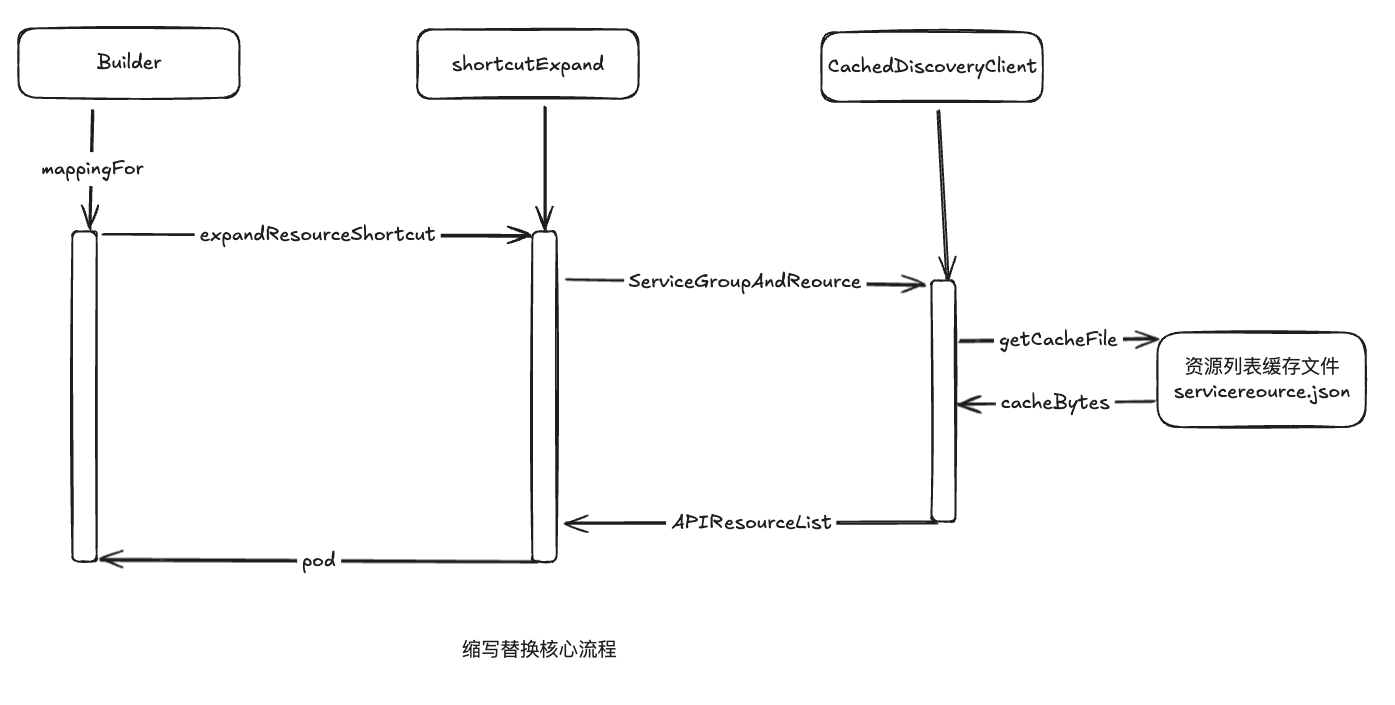 Builder
shortcutExpand
CachedDiscoveryClient
mappingFor
expandResourceShortcut
ServiceGroupAndReource
getCacheFile
资源列表缓存文件
servicereource.json
cacheBytes
APIResourceList
pod
缩写替换核心流程